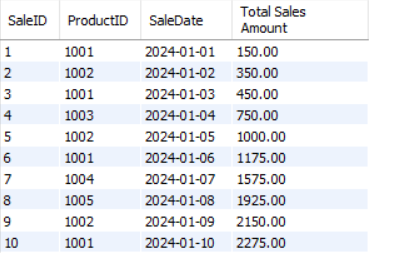 SaleID ProductID SaleDate Total Sales
Amount
1 1001 2024-01-01 150.00
2 1002 2024-01-02 350.00
3 1001 2024-01-03 450.00
4 1003 2024-01-04 750.00
5 1002 2024-01-05 1000.00
6 1001 2024-01-06 1175.00
7 1004 2024-01-07 1575.00
8 1005 2024-01-08 1925.00
9 1002 2024-01-09 2150.00
10 1001 2024-01-10 2275.00